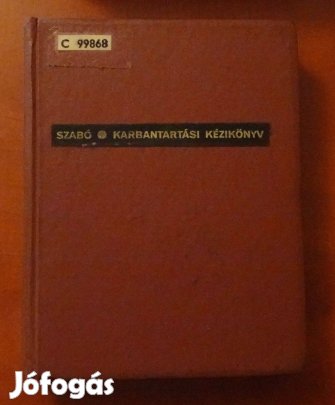 C 99868
SZABÓ KARBANTARTÁSI KÉZIKÖNYV
Jófogás